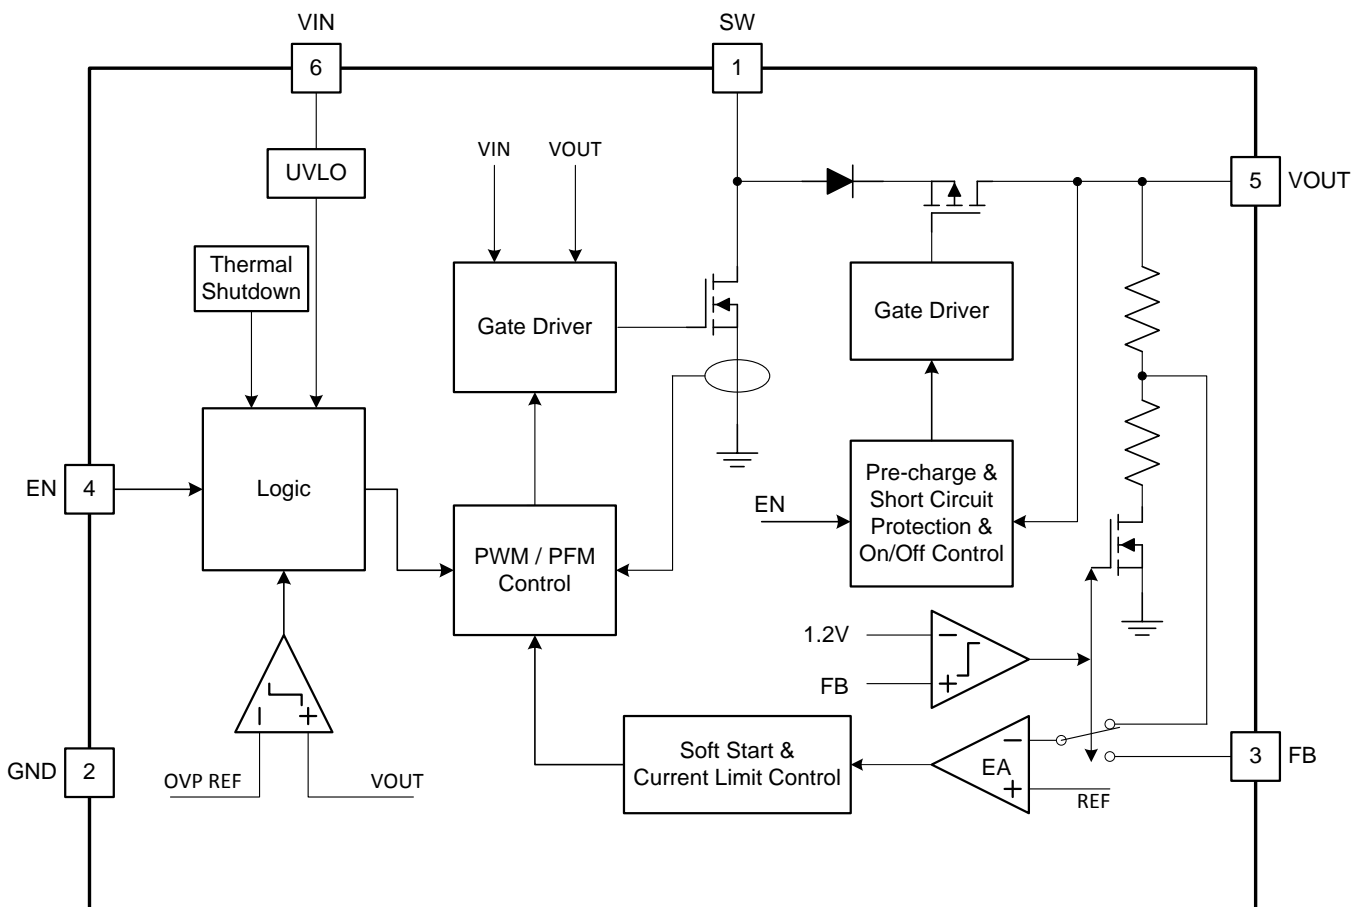 VIN
SW
6
1
VIN
VOUT
UVLO
5
VOUT
Thermal
Shutdown
Gate Driver
Gate Driver
EN
4
Logic
Pre-charge &
Short Circuit
Protection &
On/Off Control
EN
PWM / PFM
Control
1.2V
FB
GND
2
OVP REF
VOUT
Soft Start &
Current Limit Control
EA
REF
3
FB